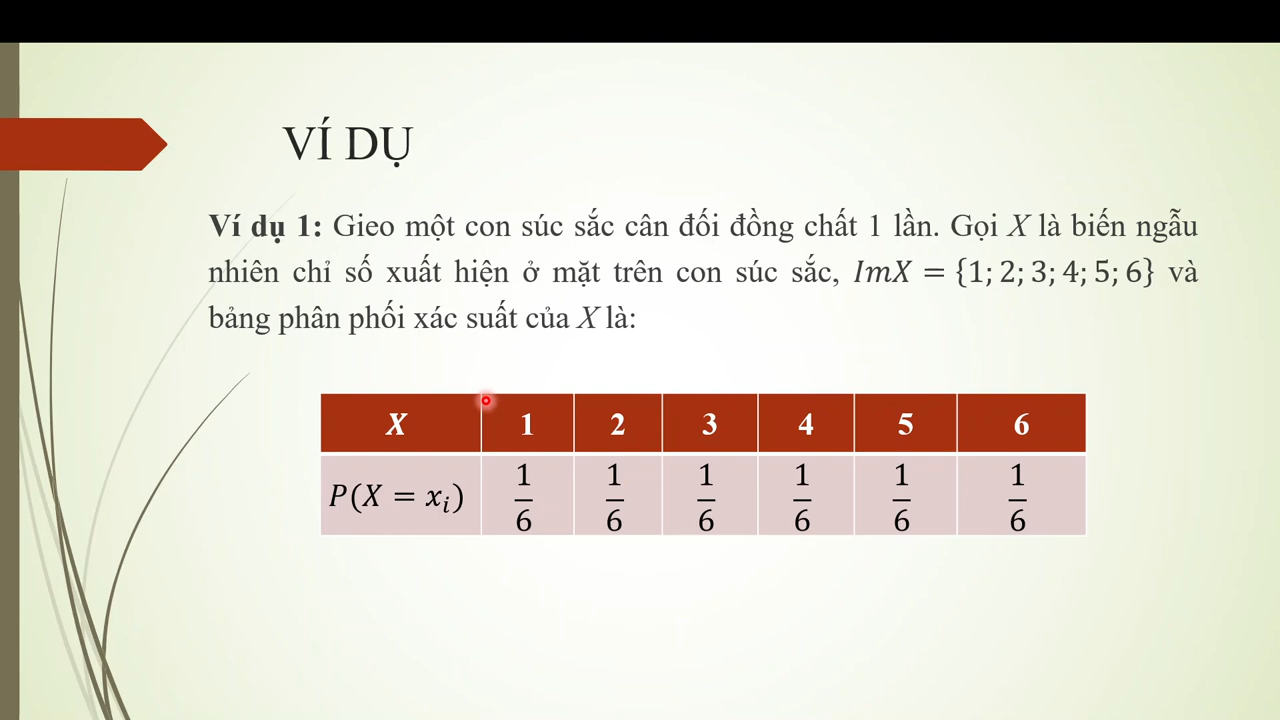 VÍ DỤ
Ví dụ 1: Gieo một con súc sắc cân đối đồng chất 1 lần. Gọi X là biến ngẫu
nhiên chỉ số xuất hiện ở mặt trên con súc sắc, ImX = {1; 2; 3; 4; 5; 6} và
bảng phân phối xác suất của X là:
X 1 2 3 4 5 6
P(X = xᵢ) 1/6 1/6 1/6 1/6 1/6 1/6